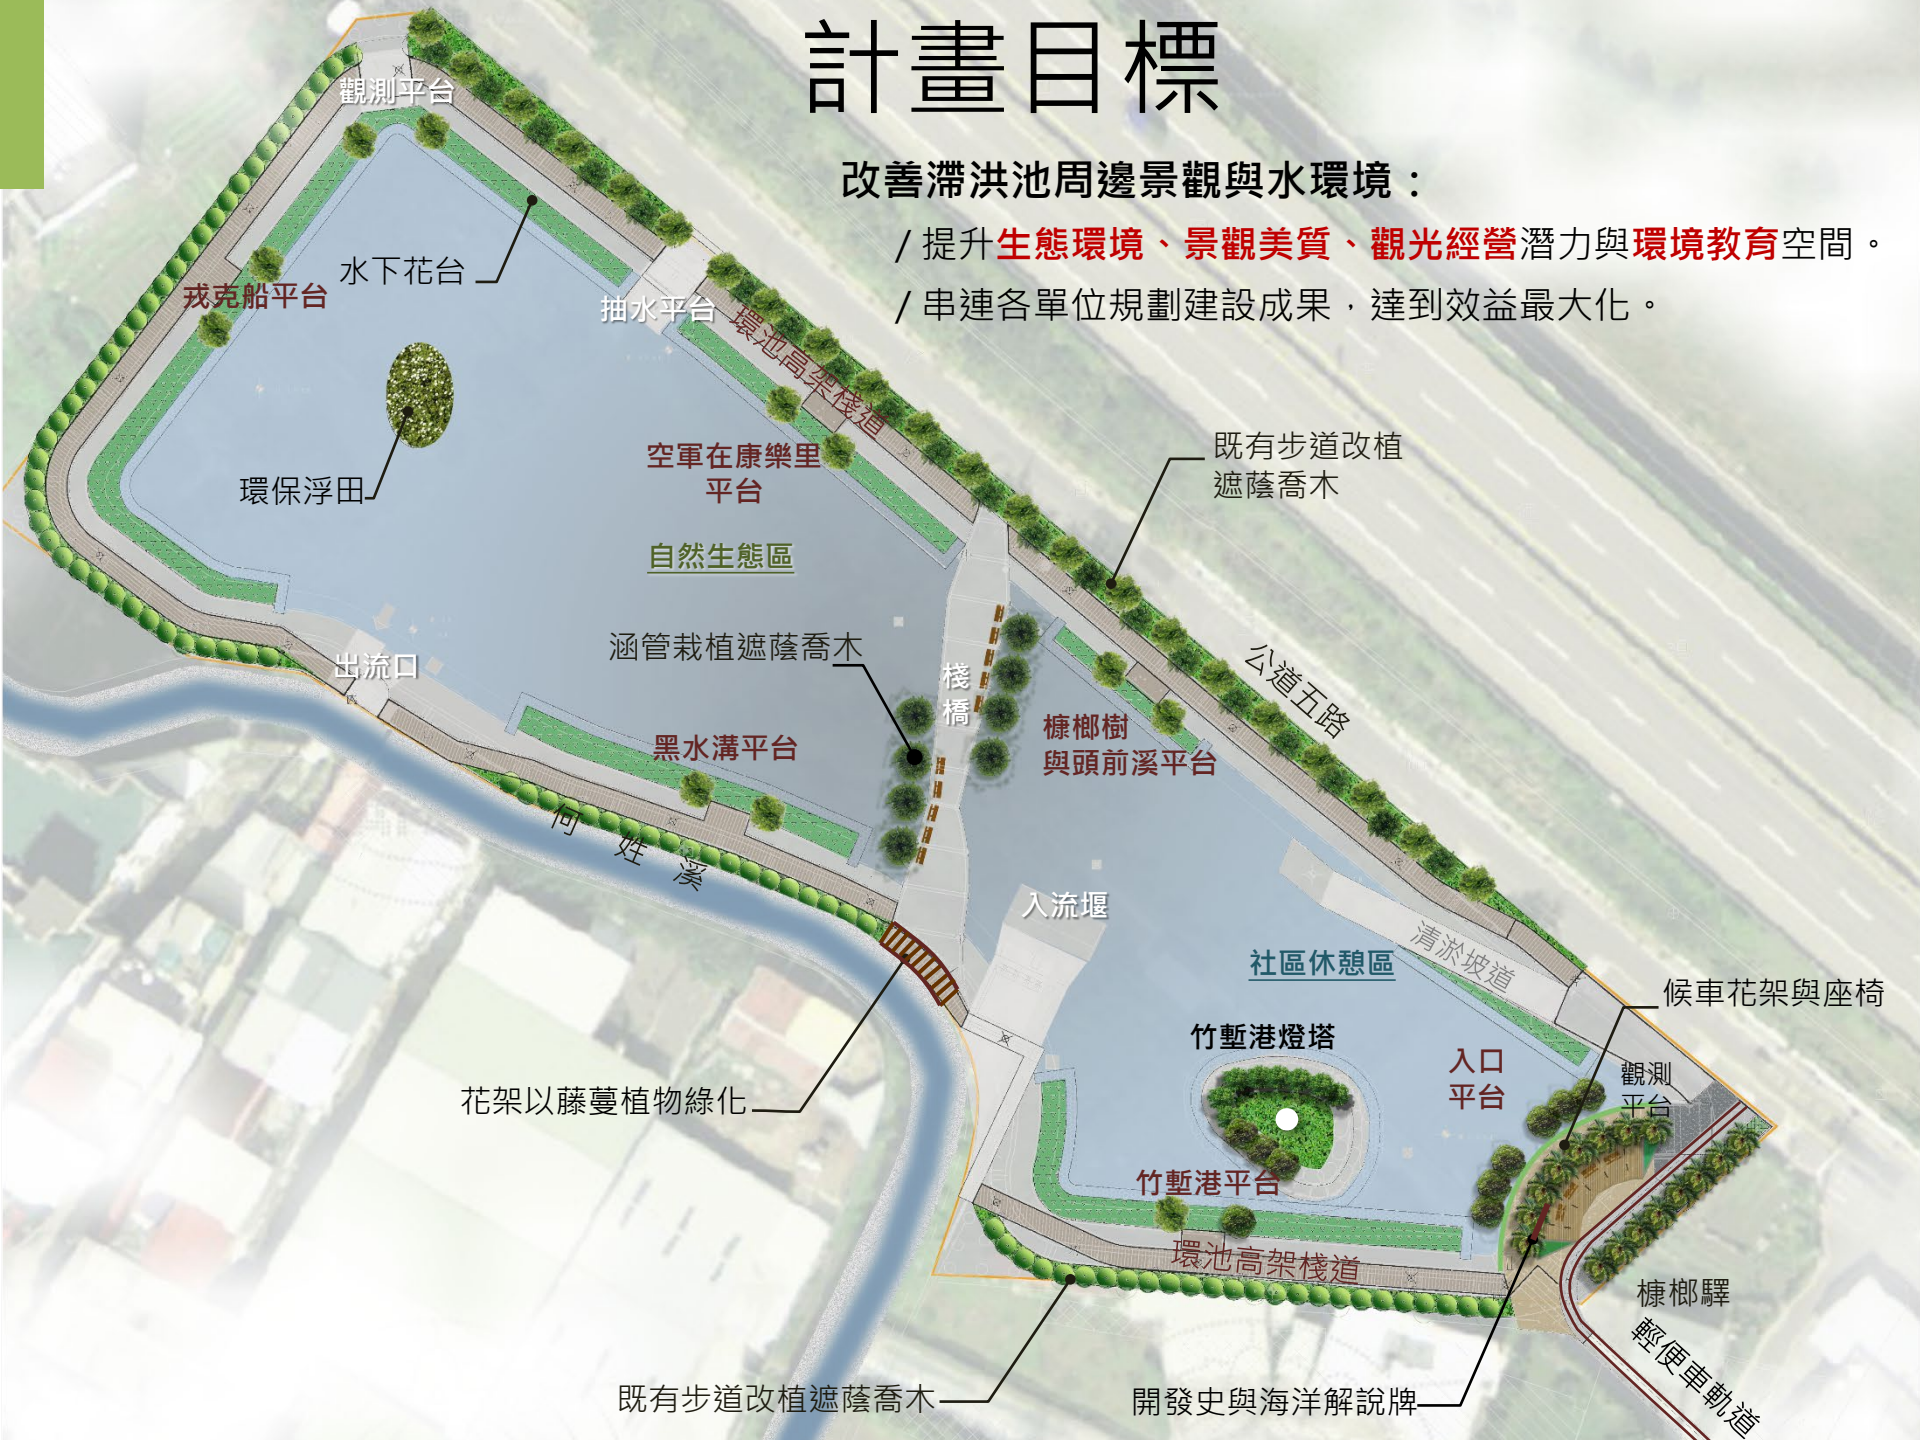 計畫目標
改善滯洪池周邊景觀與水環境：
/ 提升生態環境、景觀美質、觀光經營潛力與環境教育空間。
/ 串連各單位規劃建設成果，達到效益最大化。
觀測平台
水下花台
戎克船平台
抽水平台
環池高架棧道
環保浮田
空軍在康樂里
平台
既有步道改植
遮蔭喬木
自然生態區
涵管栽植遮蔭喬木
出流口
棧
橋
公道五路
槺榔樹
與頭前溪平台
黑水溝平台
何姓溪
入流堰
清淤坡道
社區休憩區
候車花架與座椅
竹塹港燈塔
入口
平台
觀測
平台
花架以藤蔓植物綠化
竹塹港平台
環池高架棧道
槺榔驛
輕便車軌道
既有步道改植遮蔭喬木
開發史與海洋解說牌